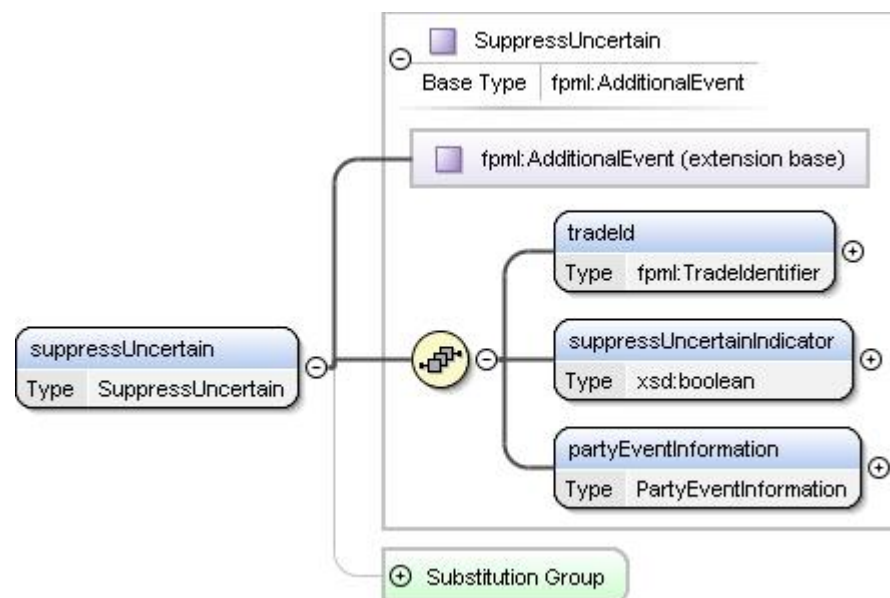 SuppressUncertain
Base Type fpml:AdditionalEvent
fpml:AdditionalEvent (extension base)
tradeId
Type fpml:TradeIdentifier
suppressUncertain
Type SuppressUncertain
suppressUncertainIndicator
Type xsd:boolean
partyEventInformation
Type PartyEventInformation
Substitution Group